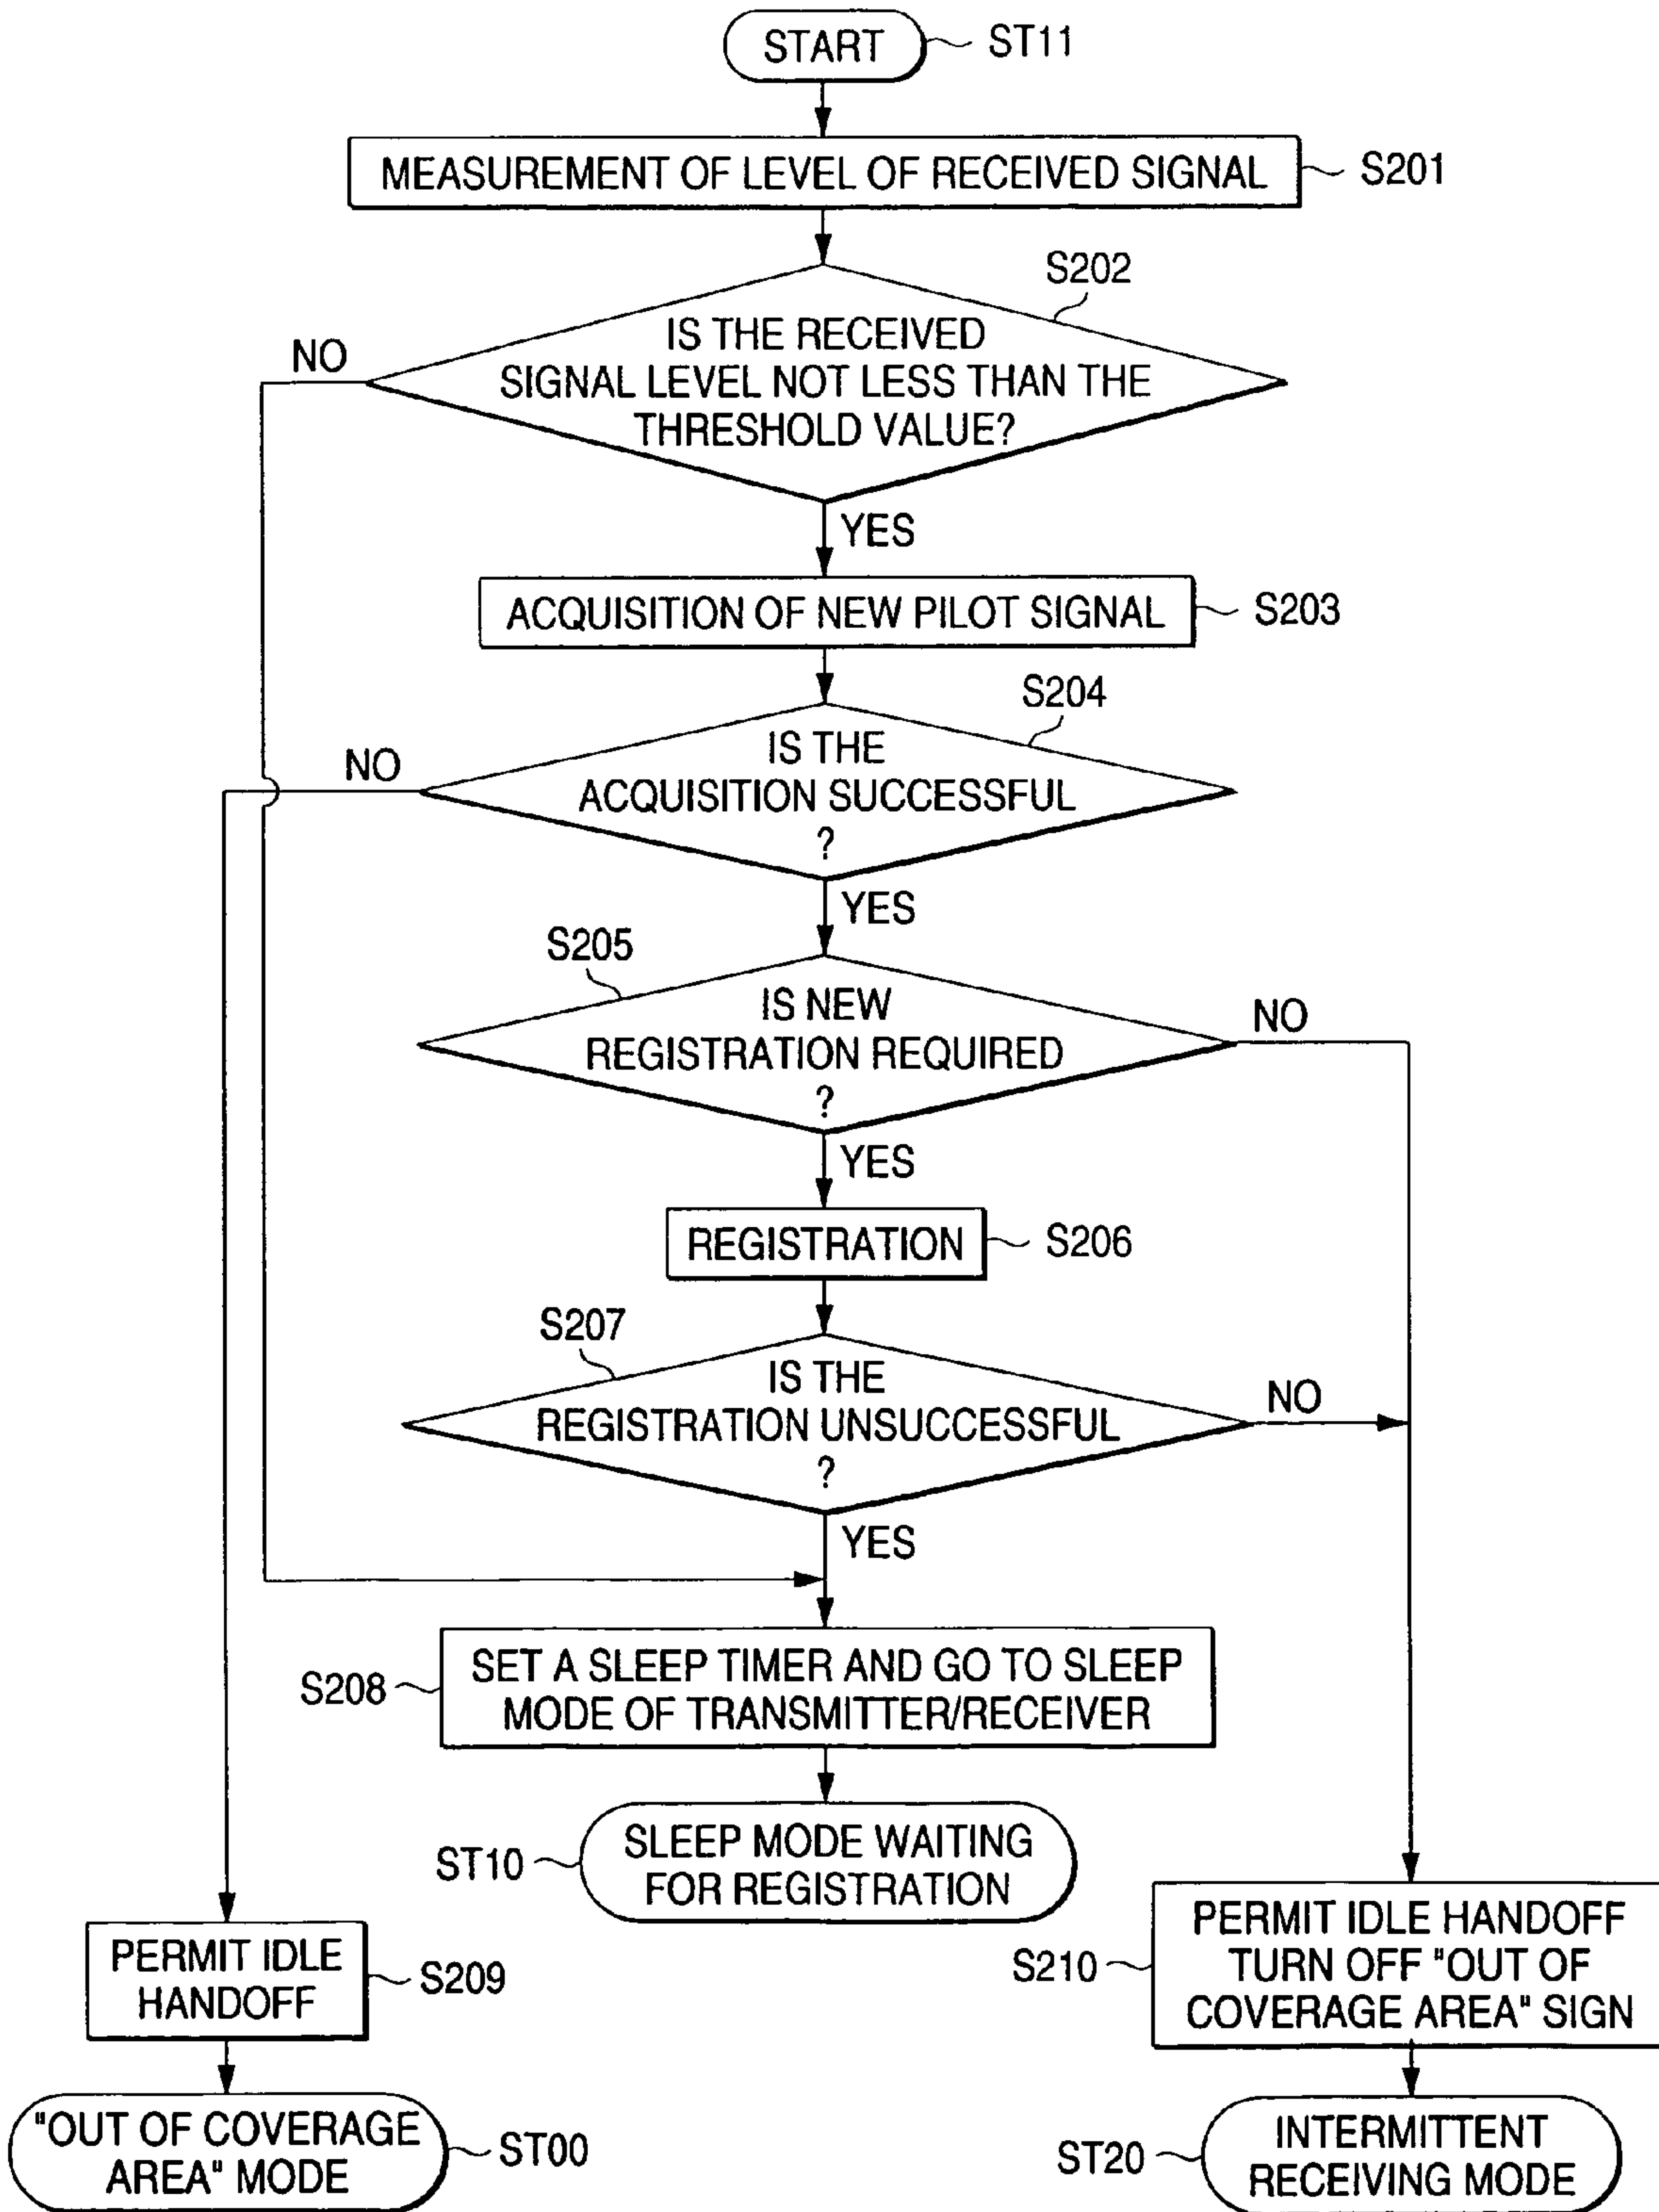 START
ST11
MEASUREMENT OF LEVEL OF RECEIVED SIGNAL
S201
S202
IS THE RECEIVED
SIGNAL LEVEL NOT LESS THAN THE
THRESHOLD VALUE?
NO
YES
ACQUISITION OF NEW PILOT SIGNAL
S203
S204
IS THE
ACQUISITION SUCCESSFUL
?
NO
YES
S205
IS NEW
REGISTRATION REQUIRED
?
NO
YES
REGISTRATION
S206
S207
IS THE
REGISTRATION UNSUCCESSFUL
?
NO
YES
S208
SET A SLEEP TIMER AND GO TO SLEEP
MODE OF TRANSMITTER/RECEIVER
ST10
SLEEP MODE WAITING
FOR REGISTRATION
PERMIT IDLE
HANDOFF
S209
S210
PERMIT IDLE HANDOFF
TURN OFF "OUT OF
COVERAGE AREA" SIGN
"OUT OF COVERAGE
AREA" MODE
ST00
ST20
INTERMITTENT
RECEIVING MODE